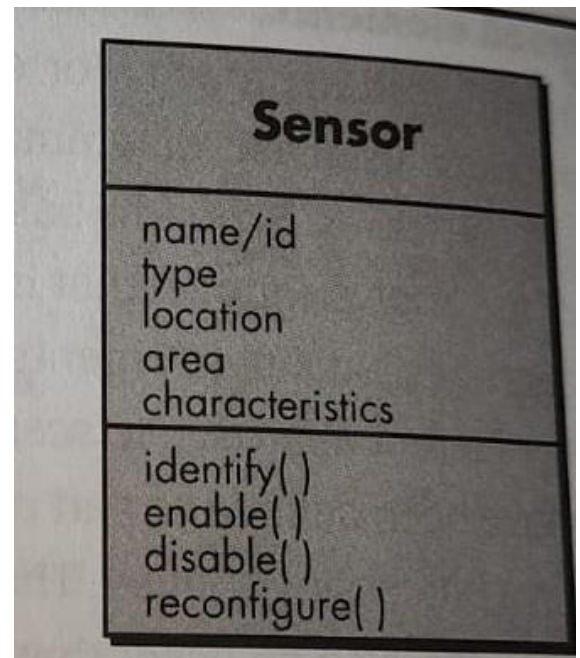 Sensor
name/id
type
location
area
characteristics
identify( )
enable( )
disable( )
reconfigure( )